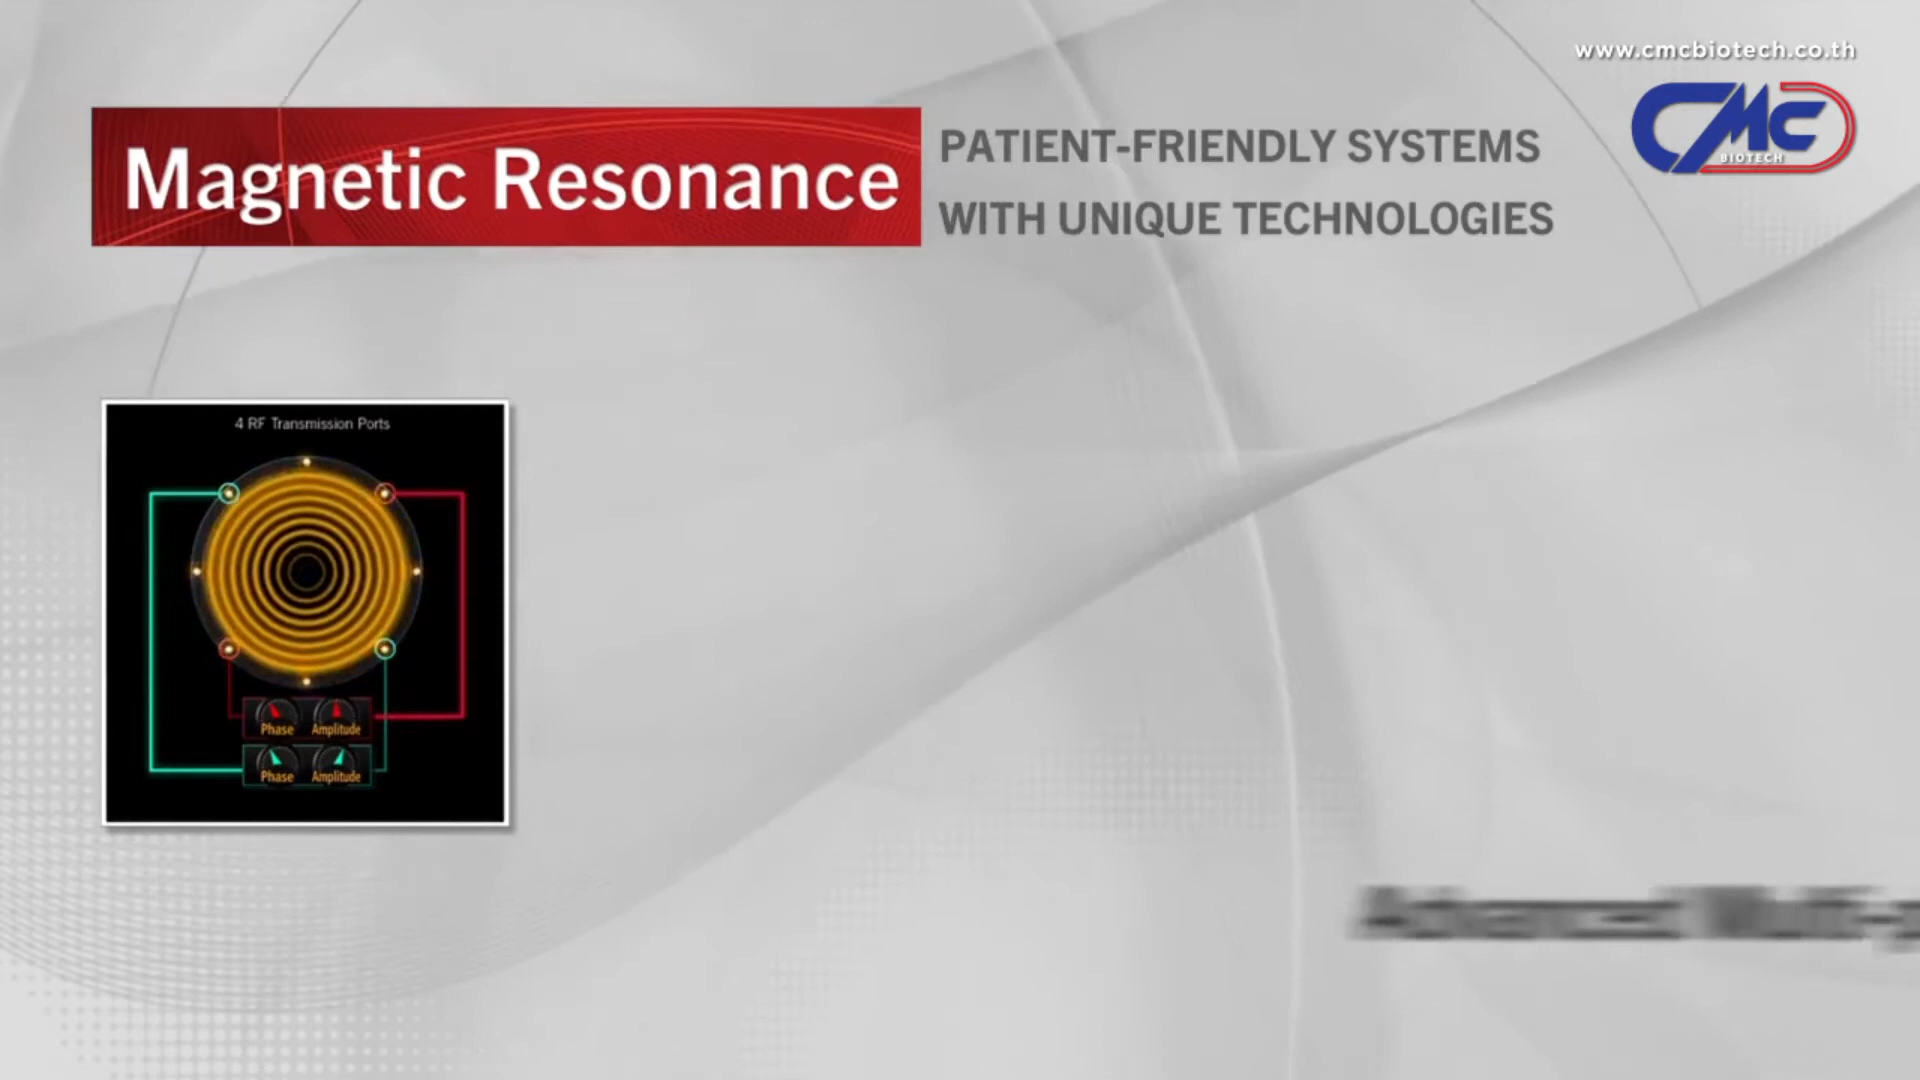 www.cmcbiotech.co.th
CMC
BIOTECH
Magnetic Resonance
PATIENT-FRIENDLY SYSTEMS
WITH UNIQUE TECHNOLOGIES
4 RF Transmission Ports
Phase Amplitude
Phase Amplitude
Advanced